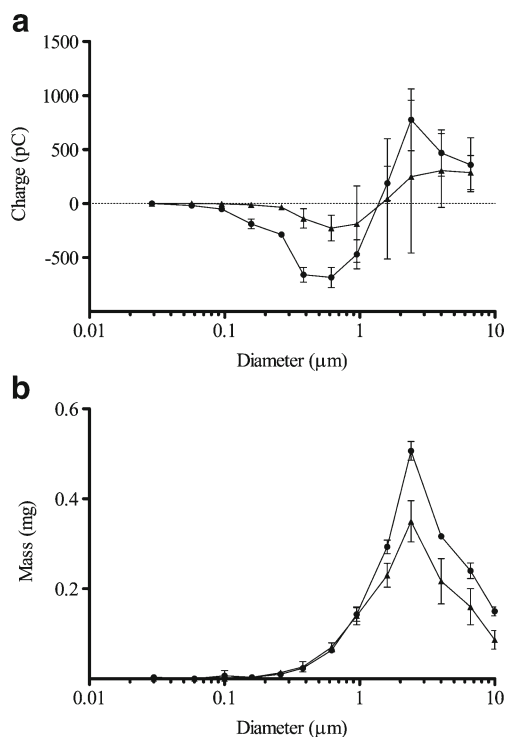 a
1500
1000
500
0
-500
Charge (pC)
0.01 0.1 1 10
Diameter (μm)
b
0.6
0.4
0.2
Mass (mg)
0.01 0.1 1 10
Diameter (μm)